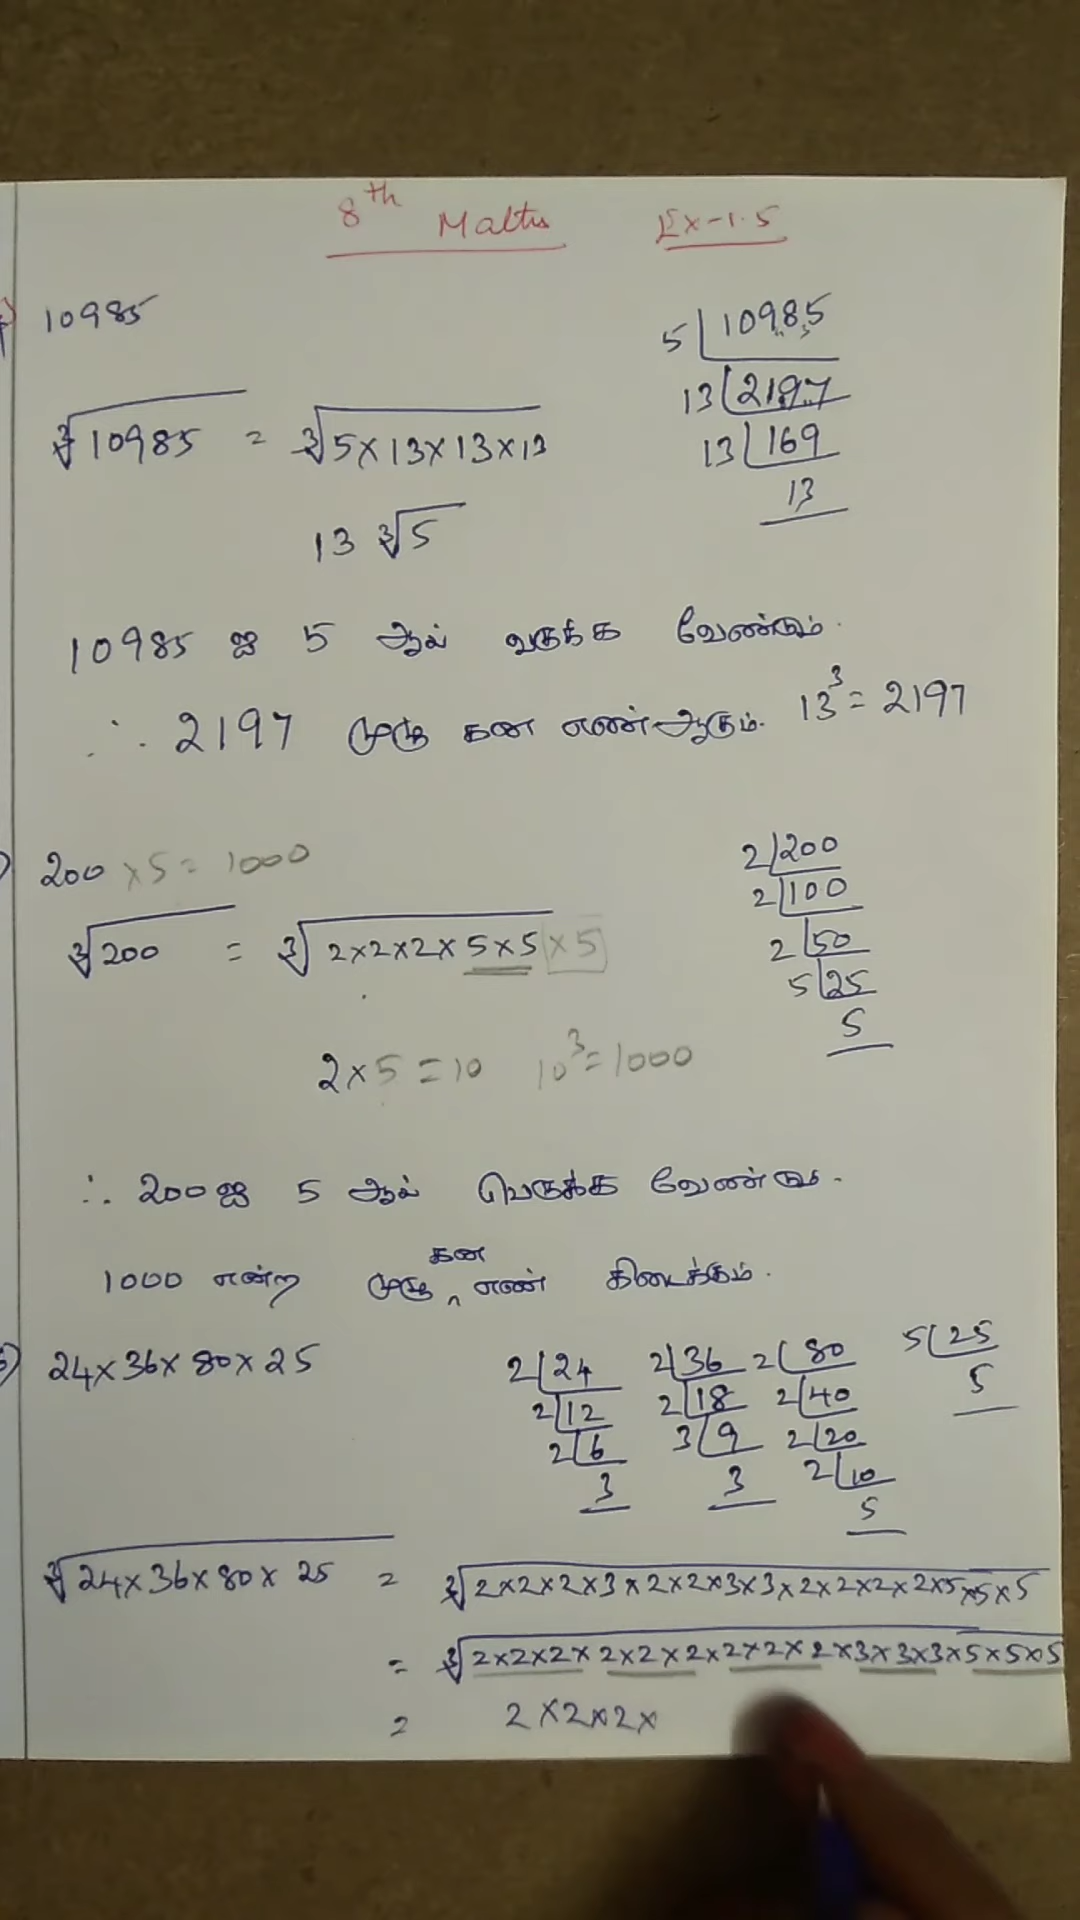 8th Maths Ex-1.5
10985
∛10985 = ∛5×13×13×13
13 ∛5
5 10985
13 2197
13 169
13
10985 ஐ 5 ஆல் வகுக்க வேண்டும்.
∴ 2197 முழு கன எண் ஆகும். 13³ = 2197
200 ×5 = 1000
∛200 = ∛2×2×2×5×5×5
2×5 = 10 10³ = 1000
2 200
2 100
2 50
5 25
5
∴ 200ஐ 5 ஆல் பெருக்க வேண்டும்.
1000 என்ற முழு கன எண் கிடைக்கும்.
24×36×80×25
2 24
2 12
2 6
3
2 36
2 18
3 9
3
2 80
2 40
2 20
2 10
5
5 25
5
∛24×36×80×25 = ∛2×2×2×3×2×2×3×3×2×2×2×2×5×5×5
= ∛2×2×2×2×2×2×2×2×2×3×3×3×5×5×5
= 2×2×2×